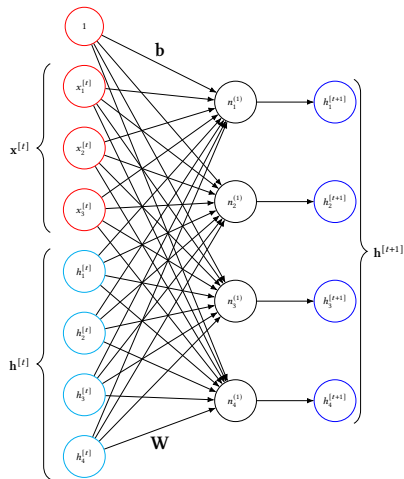 1
b
x₁^[t]
n₁^(1)
h₁^[t+1]
x₂^[t]
x^[t]
n₂^(1)
h₂^[t+1]
x₃^[t]
h^[t+1]
h₁^[t]
n₃^(1)
h₃^[t+1]
h₂^[t]
h^[t]
h₃^[t]
n₄^(1)
h₄^[t+1]
W
h₄^[t]